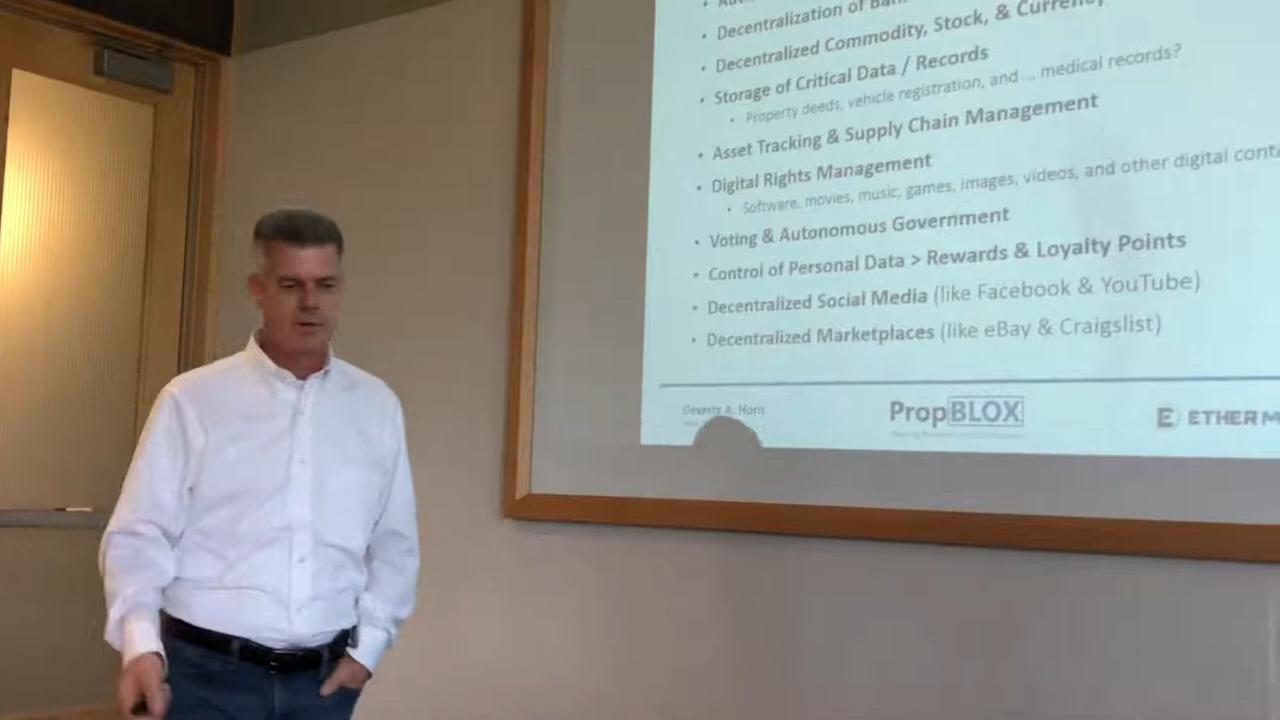 Decentralization of
Decentralized Commodity, Stock, & Currency
Storage of Critical Data / Records
Property deeds, vehicle registration, and ... medical records?
Asset Tracking & Supply Chain Management
Digital Rights Management
Software, movies, music, games, images, videos, and other digital
Voting & Autonomous Government
Control of Personal Data > Rewards & Loyalty Points
Decentralized Social Media (like Facebook & YouTube)
Decentralized Marketplaces (like eBay & Craigslist)
A. Horn
PropBLOX
ETHER